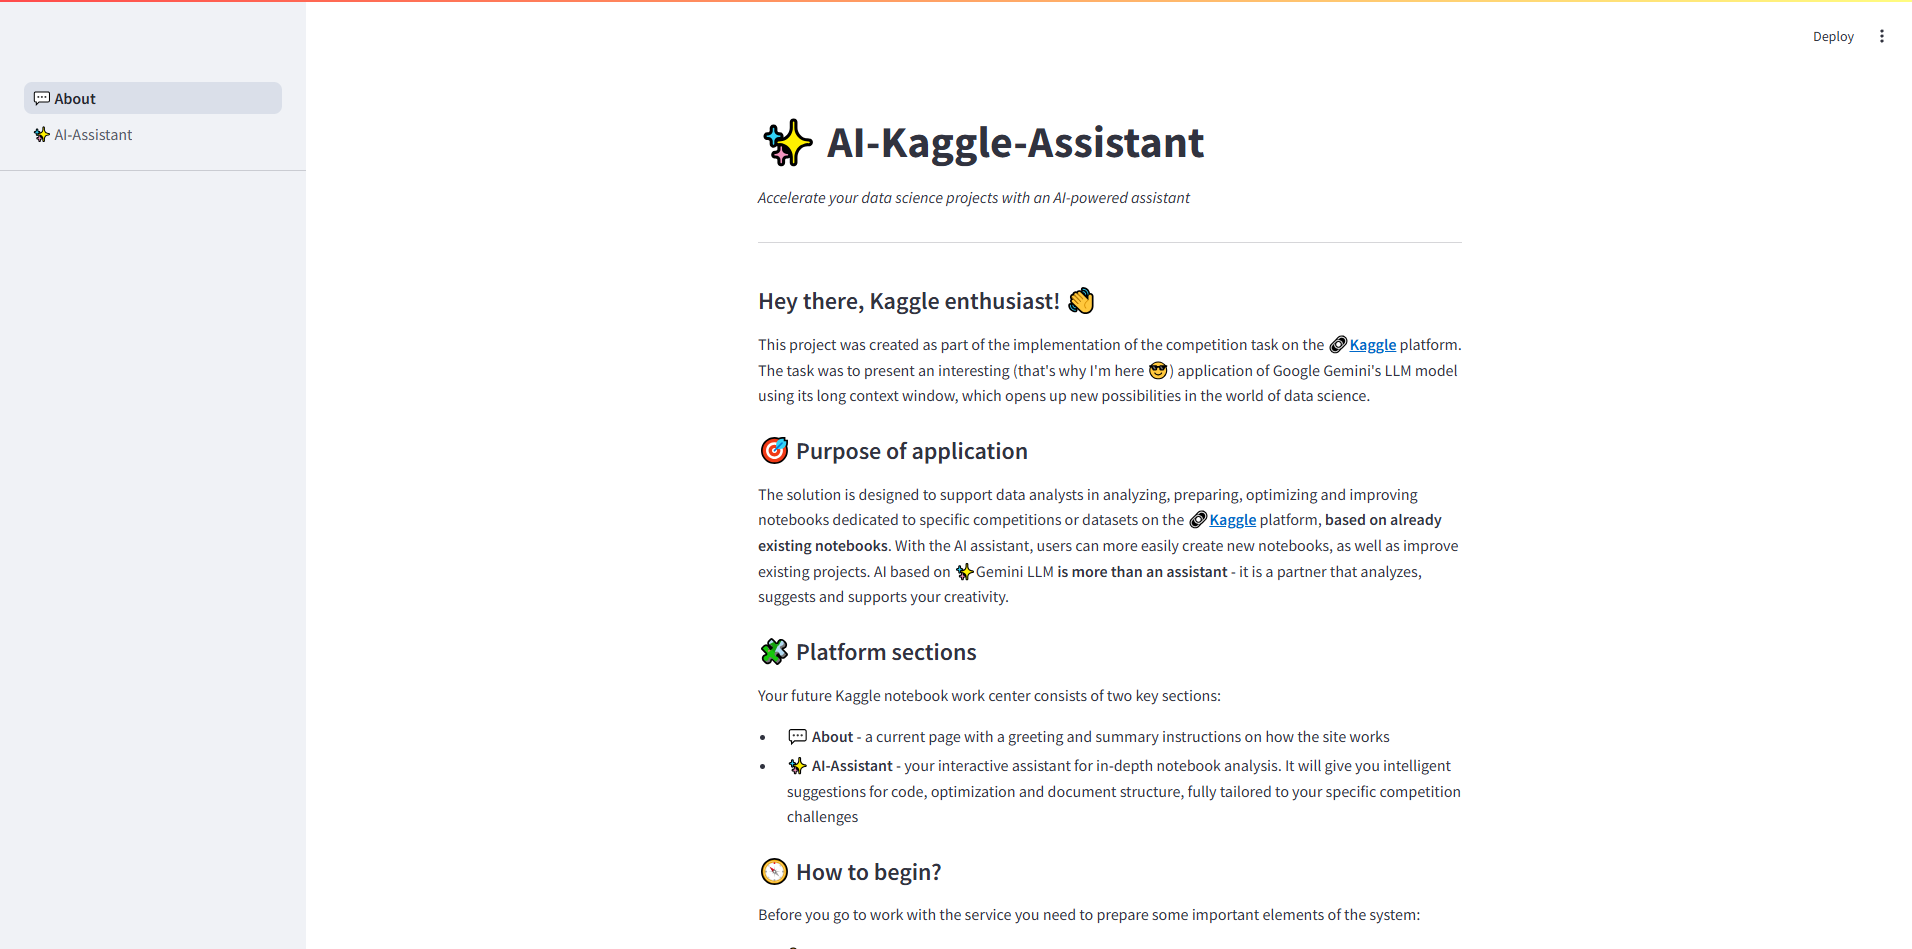 Deploy
About
AI-Assistant
AI-Kaggle-Assistant
Accelerate your data science projects with an AI-powered assistant
Hey there, Kaggle enthusiast!
This project was created as part of the implementation of the competition task on the Kaggle platform.
The task was to present an interesting (that's why I'm here 😎) application of Google Gemini's LLM model
using its long context window, which opens up new possibilities in the world of data science.
Purpose of application
The solution is designed to support data analysts in analyzing, preparing, optimizing and improving
notebooks dedicated to specific competitions or datasets on the Kaggle platform, based on already
existing notebooks. With the AI assistant, users can more easily create new notebooks, as well as improve
existing projects. AI based on ✨Gemini LLM is more than an assistant - it is a partner that analyzes,
suggests and supports your creativity.
Platform sections
Your future Kaggle notebook work center consists of two key sections:
• About - a current page with a greeting and summary instructions on how the site works
• AI-Assistant - your interactive assistant for in-depth notebook analysis. It will give you intelligent
suggestions for code, optimization and document structure, fully tailored to your specific competition
challenges
How to begin?
Before you go to work with the service you need to prepare some important elements of the system: